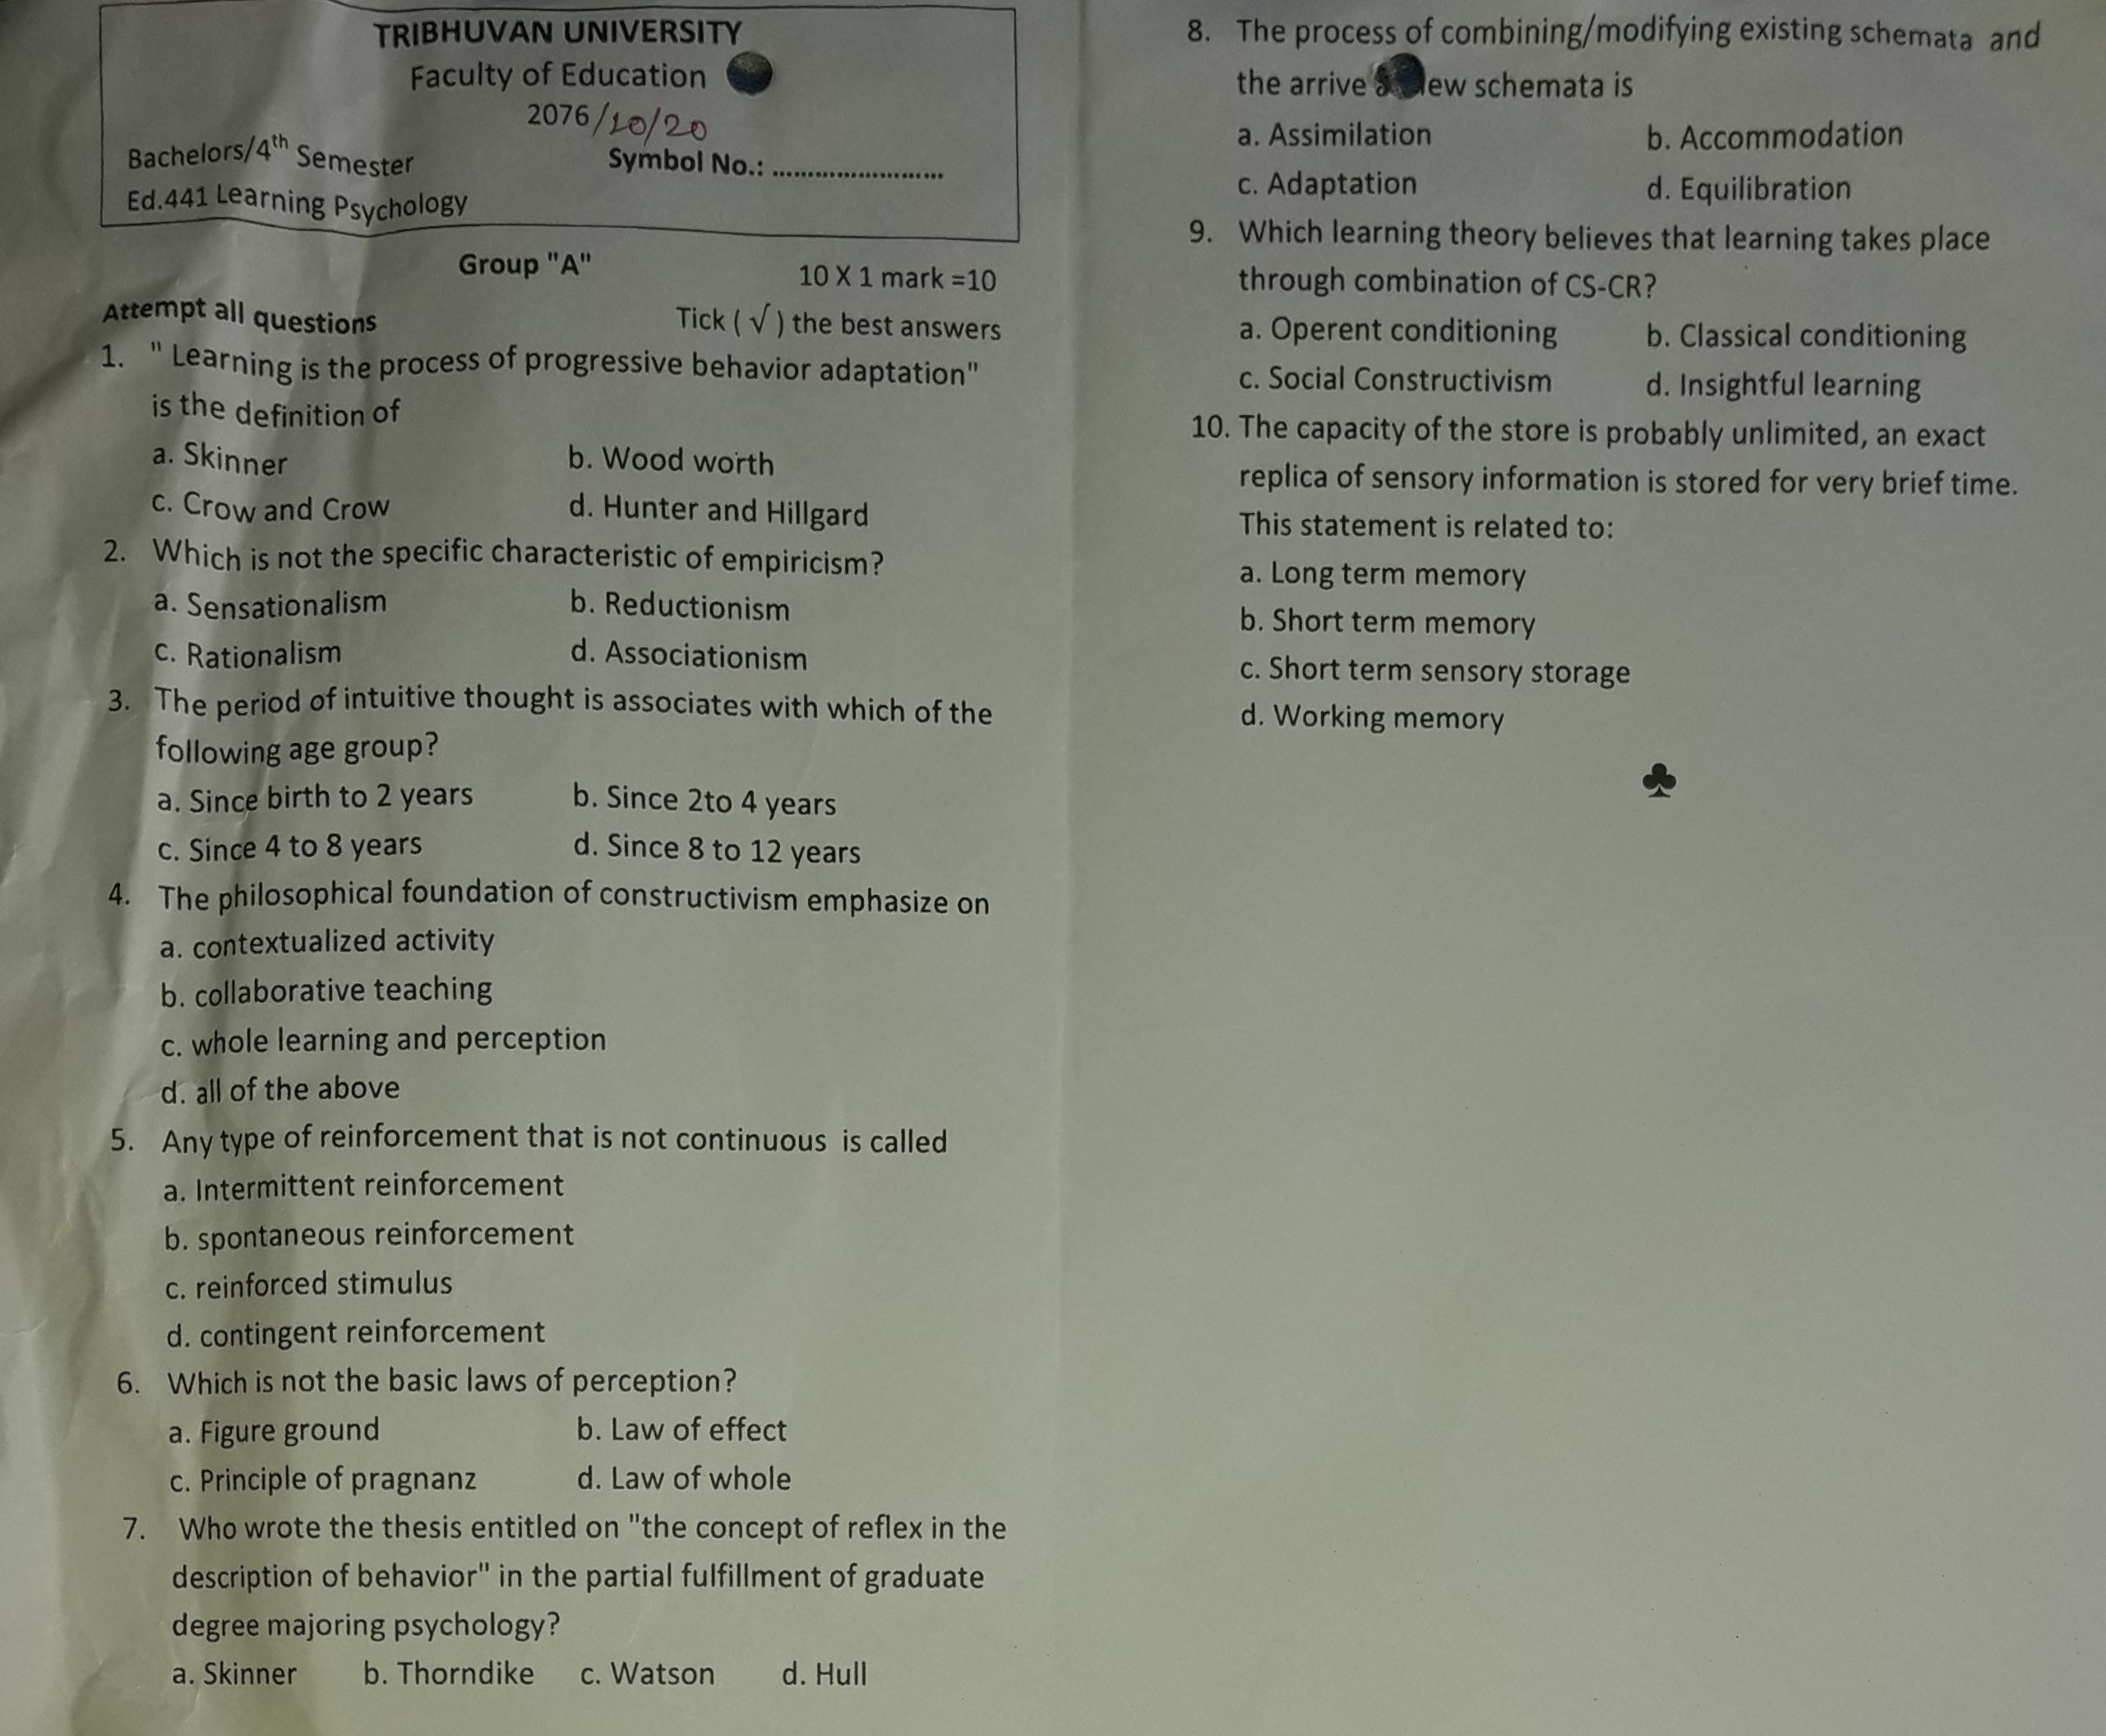 TRIBHUVAN UNIVERSITY
Faculty of Education
2076/10/20
Bachelors/4th Semester
Symbol No.: ........................
Ed.441 Learning Psychology
Group "A"
10 X 1 mark =10
Attempt all questions
Tick ( √ ) the best answers
1. " Learning is the process of progressive behavior adaptation"
is the definition of
a. Skinner b. Wood worth
c. Crow and Crow d. Hunter and Hillgard
2. Which is not the specific characteristic of empiricism?
a. Sensationalism b. Reductionism
c. Rationalism d. Associationism
3. The period of intuitive thought is associates with which of the
following age group?
a. Since birth to 2 years b. Since 2to 4 years
c. Since 4 to 8 years d. Since 8 to 12 years
4. The philosophical foundation of constructivism emphasize on
a. contextualized activity
b. collaborative teaching
c. whole learning and perception
d. all of the above
5. Any type of reinforcement that is not continuous is called
a. Intermittent reinforcement
b. spontaneous reinforcement
c. reinforced stimulus
d. contingent reinforcement
6. Which is not the basic laws of perception?
a. Figure ground b. Law of effect
c. Principle of pragnanz d. Law of whole
7. Who wrote the thesis entitled on "the concept of reflex in the
description of behavior" in the partial fulfillment of graduate
degree majoring psychology?
a. Skinner b. Thorndike c. Watson d. Hull
8. The process of combining/modifying existing schemata and
the arrive schemata is
a. Assimilation b. Accommodation
c. Adaptation d. Equilibration
9. Which learning theory believes that learning takes place
through combination of CS-CR?
a. Operent conditioning b. Classical conditioning
c. Social Constructivism d. Insightful learning
10. The capacity of the store is probably unlimited, an exact
replica of sensory information is stored for very brief time.
This statement is related to:
a. Long term memory
b. Short term memory
c. Short term sensory storage
d. Working memory